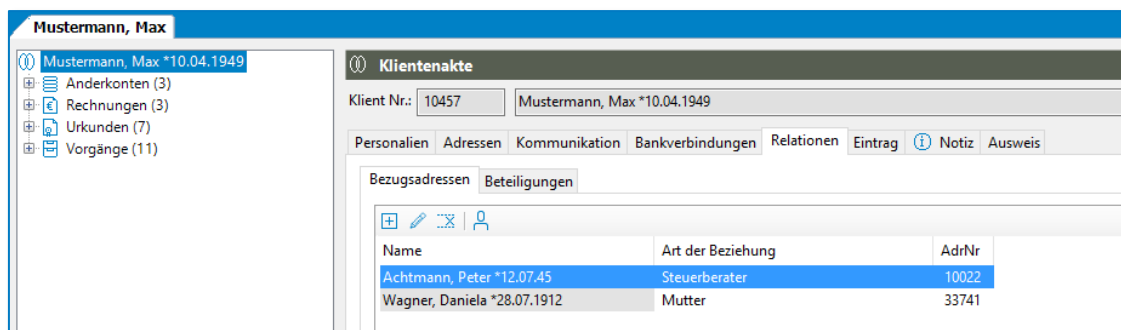 Mustermann, Max
Mustermann, Max *10.04.1949
Anderkonten (3)
Rechnungen (3)
Urkunden (7)
Vorgänge (11)
Klientenakte
Klient Nr.: 10457 Mustermann, Max *10.04.1949
Personalien Adressen Kommunikation Bankverbindungen Relationen Eintrag Notiz Ausweis
Bezugsadressen Beteiligungen
Name Art der Beziehung AdrNr
Achtmann, Peter *12.07.45 Steuerberater 10022
Wagner, Daniela *28.07.1912 Mutter 33741